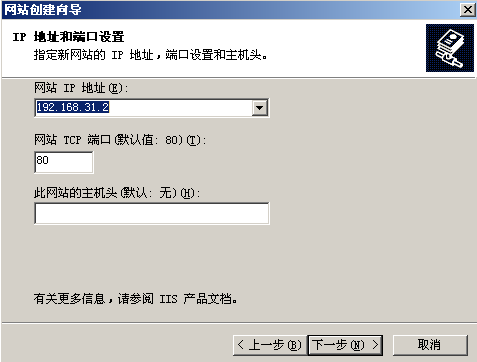 网站创建向导
IP 地址和端口设置
指定新网站的 IP 地址，端口设置和主机头。
网站 IP 地址(E):
192.168.31.2
网站 TCP 端口(默认值: 80)(T):
80
此网站的主机头(默认: 无)(H):
有关更多信息，请参阅 IIS 产品文档。
< 上一步(B) 下一步(N) > 取消